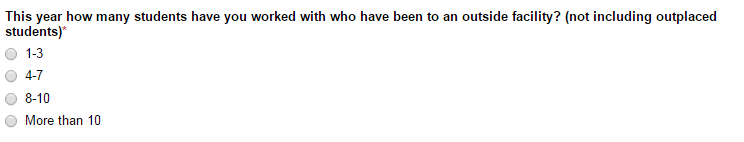 This year how many students have you worked with who have been to an outside facility? (not including outplaced
students)*
1-3
4-7
8-10
More than 10